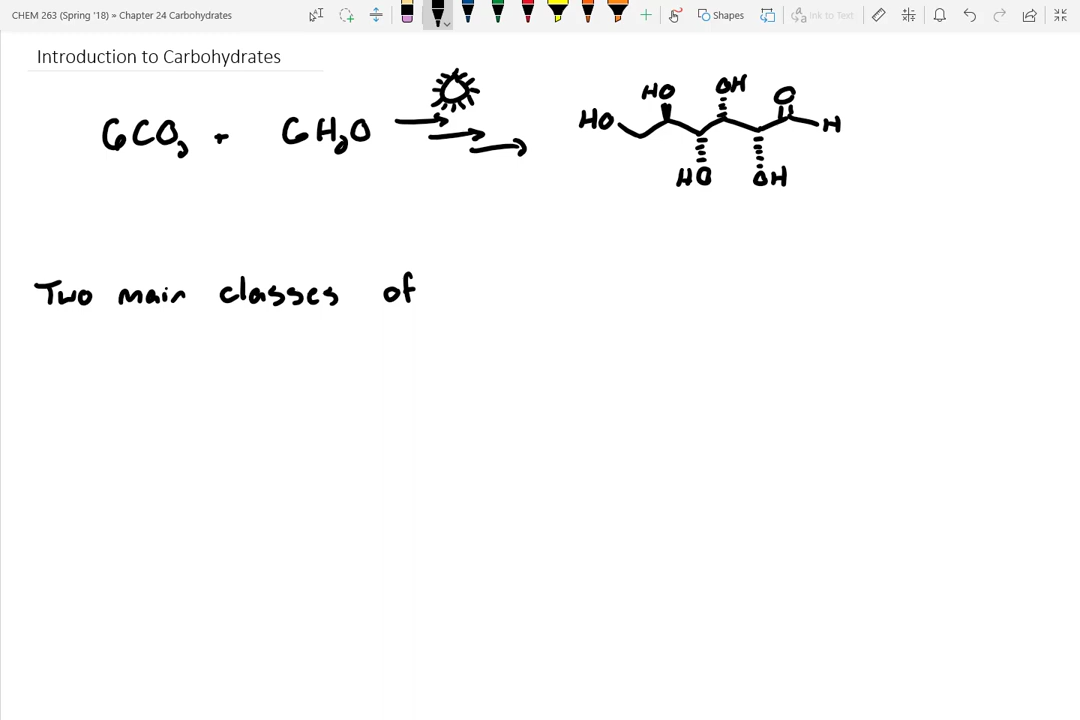 CHEM 263 (Spring '18) » Chapter 24 Carbohydrates
Shapes
Ink to Text
Introduction to Carbohydrates
6CO₂ + 6H₂O
HO HO HO OH OH O H
Two main classes of